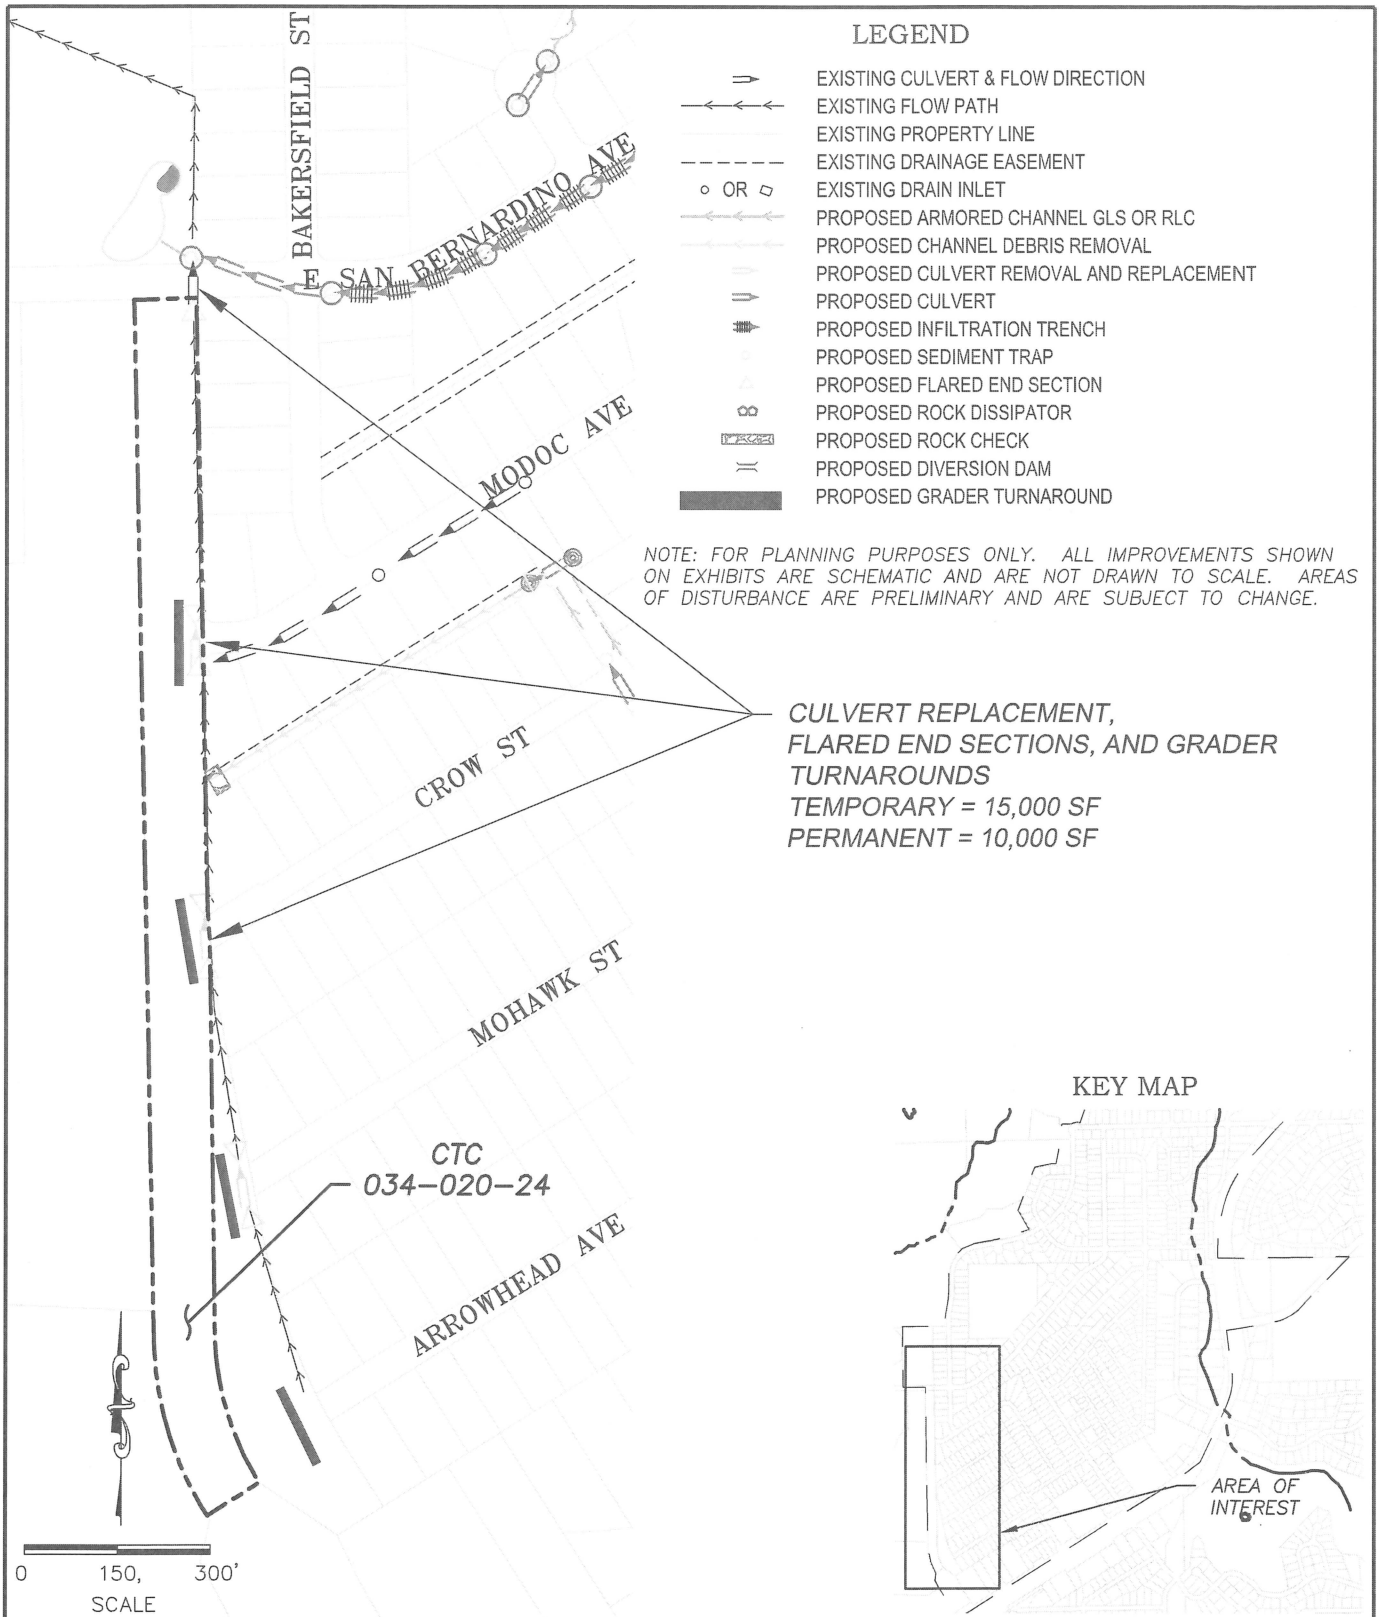 LEGEND
EXISTING CULVERT & FLOW DIRECTION
EXISTING FLOW PATH
EXISTING PROPERTY LINE
EXISTING DRAINAGE EASEMENT
OR
EXISTING DRAIN INLET
PROPOSED ARMORED CHANNEL GLS OR RLC
PROPOSED CHANNEL DEBRIS REMOVAL
PROPOSED CULVERT REMOVAL AND REPLACEMENT
PROPOSED CULVERT
PROPOSED INFILTRATION TRENCH
PROPOSED SEDIMENT TRAP
PROPOSED FLARED END SECTION
PROPOSED ROCK DISSIPATOR
PROPOSED ROCK CHECK
PROPOSED DIVERSION DAM
PROPOSED GRADER TURNAROUND
NOTE: FOR PLANNING PURPOSES ONLY. ALL IMPROVEMENTS SHOWN
ON EXHIBITS ARE SCHEMATIC AND ARE NOT DRAWN TO SCALE. AREAS
OF DISTURBANCE ARE PRELIMINARY AND ARE SUBJECT TO CHANGE.
BAKERSFIELD ST
E SAN BERNARDINO AVE
MODOC AVE
CROW ST
CULVERT REPLACEMENT,
FLARED END SECTIONS, AND GRADER
TURNAROUNDS
TEMPORARY = 15,000 SF
PERMANENT = 10,000 SF
MOHAWK ST
CTC
034-020-24
ARROWHEAD AVE
KEY MAP
AREA OF
INTEREST
0 150, 300'
SCALE